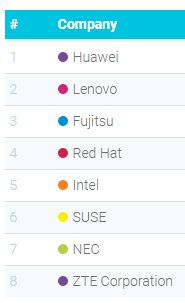 # Company
1 Huawei
2 Lenovo
3 Fujitsu
4 Red Hat
5 Intel
6 SUSE
7 NEC
8 ZTE Corporation